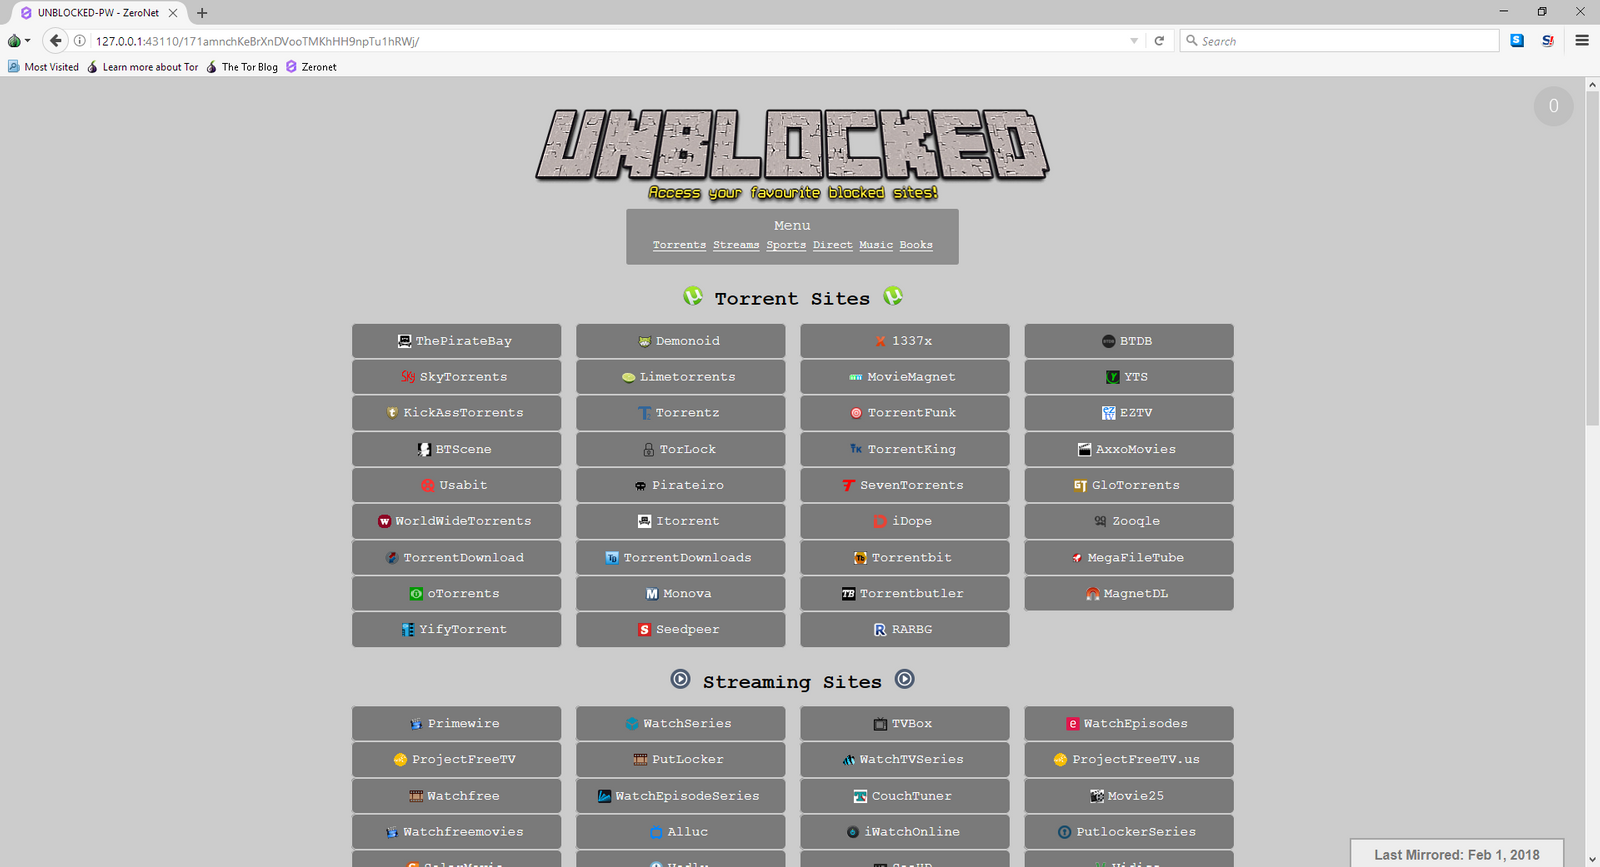 UNBLOCKED-PW - ZeroNet
127.0.0.1:43110/171amnchKeBrXnDVooTMKhHH9npTu1hRWj/
Search
Most Visited Learn more about Tor The Tor Blog Zeronet
0
UNBLOCKED
Access your favourite blocked sites!
Menu
Torrents Streams Sports Direct Music Books
Torrent Sites
ThePirateBay Demonoid 1337x BTDB
SkyTorrents Limetorrents MovieMagnet YTS
KickAssTorrents Torrentz TorrentFunk EZTV
BTScene TorLock TorrentKing AxxoMovies
Usabit Pirateiro SevenTorrents GloTorrents
WorldWideTorrents Itorrent iDope Zooqle
TorrentDownload TorrentDownloads Torrentbit MegaFileTube
oTorrents Monova Torrentbutler MagnetDL
YifyTorrent Seedpeer RARBG
Streaming Sites
Primewire WatchSeries TVBox WatchEpisodes
ProjectFreeTV PutLocker WatchTVSeries ProjectFreeTV.us
Watchfree WatchEpisodeSeries CouchTuner Movie25
Watchfreemovies Alluc iWatchOnline PutlockerSeries
Last Mirrored: Feb 1, 2018